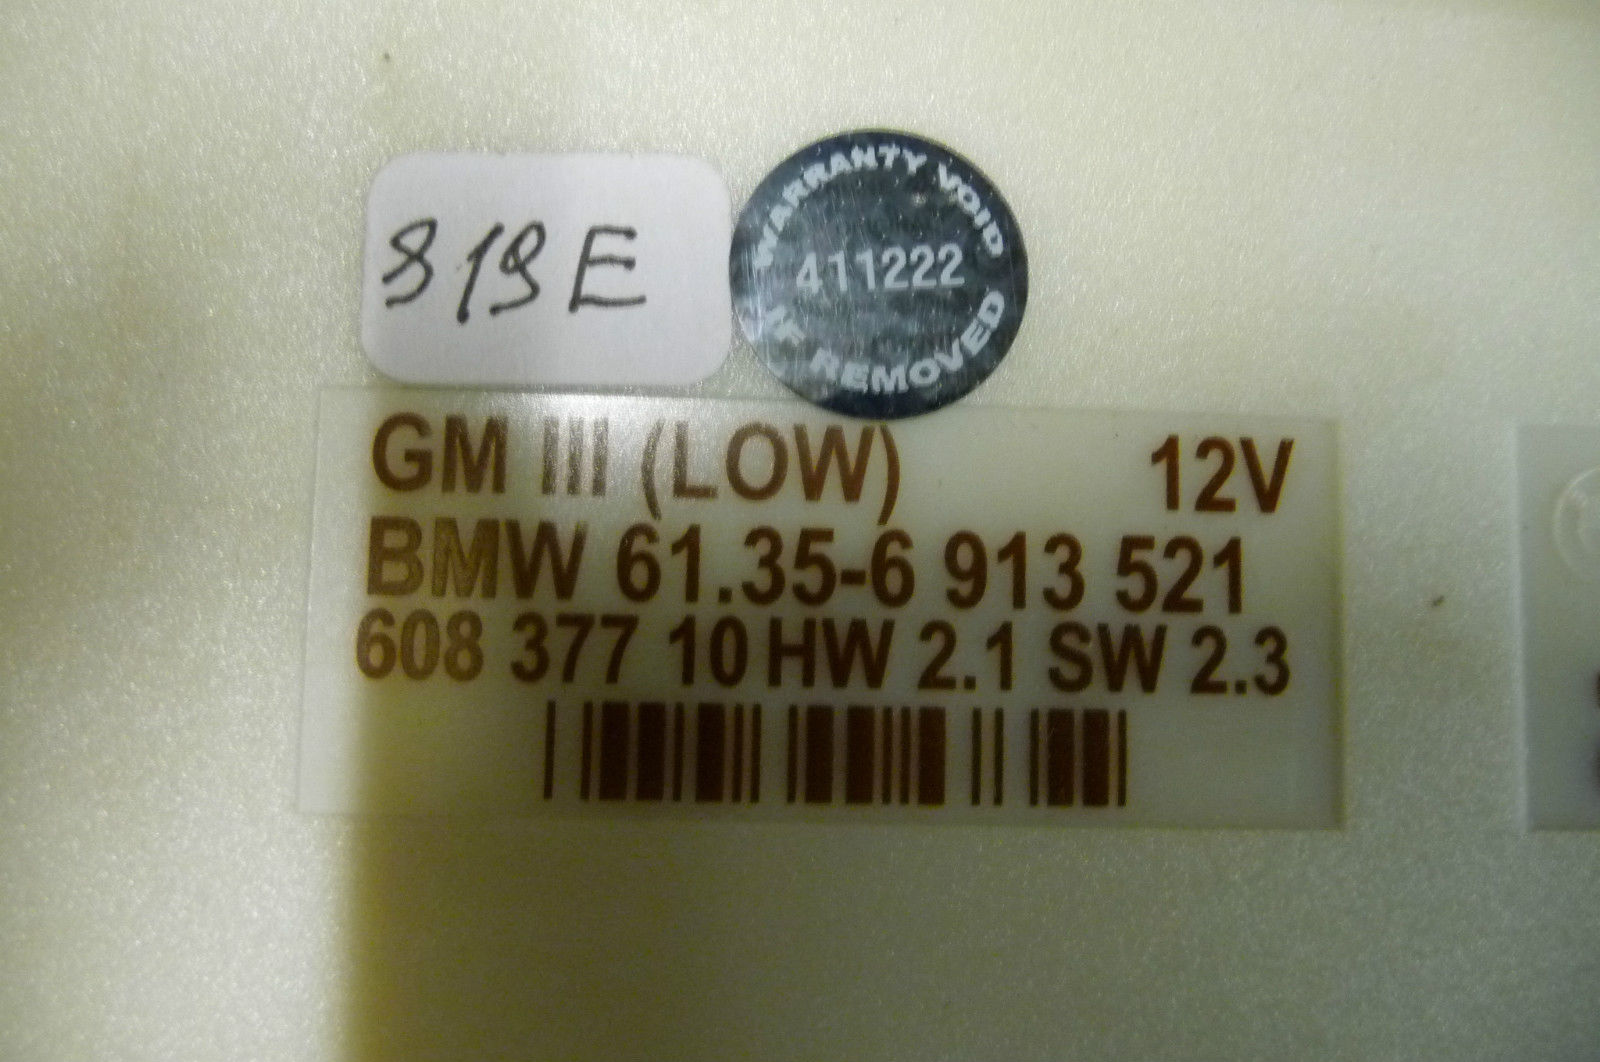 819E
WARRANTY VOID
411222
IF REMOVED
GM III (LOW) 12V
BMW 61.35-6 913 521
608 377 10 HW 2.1 SW 2.3